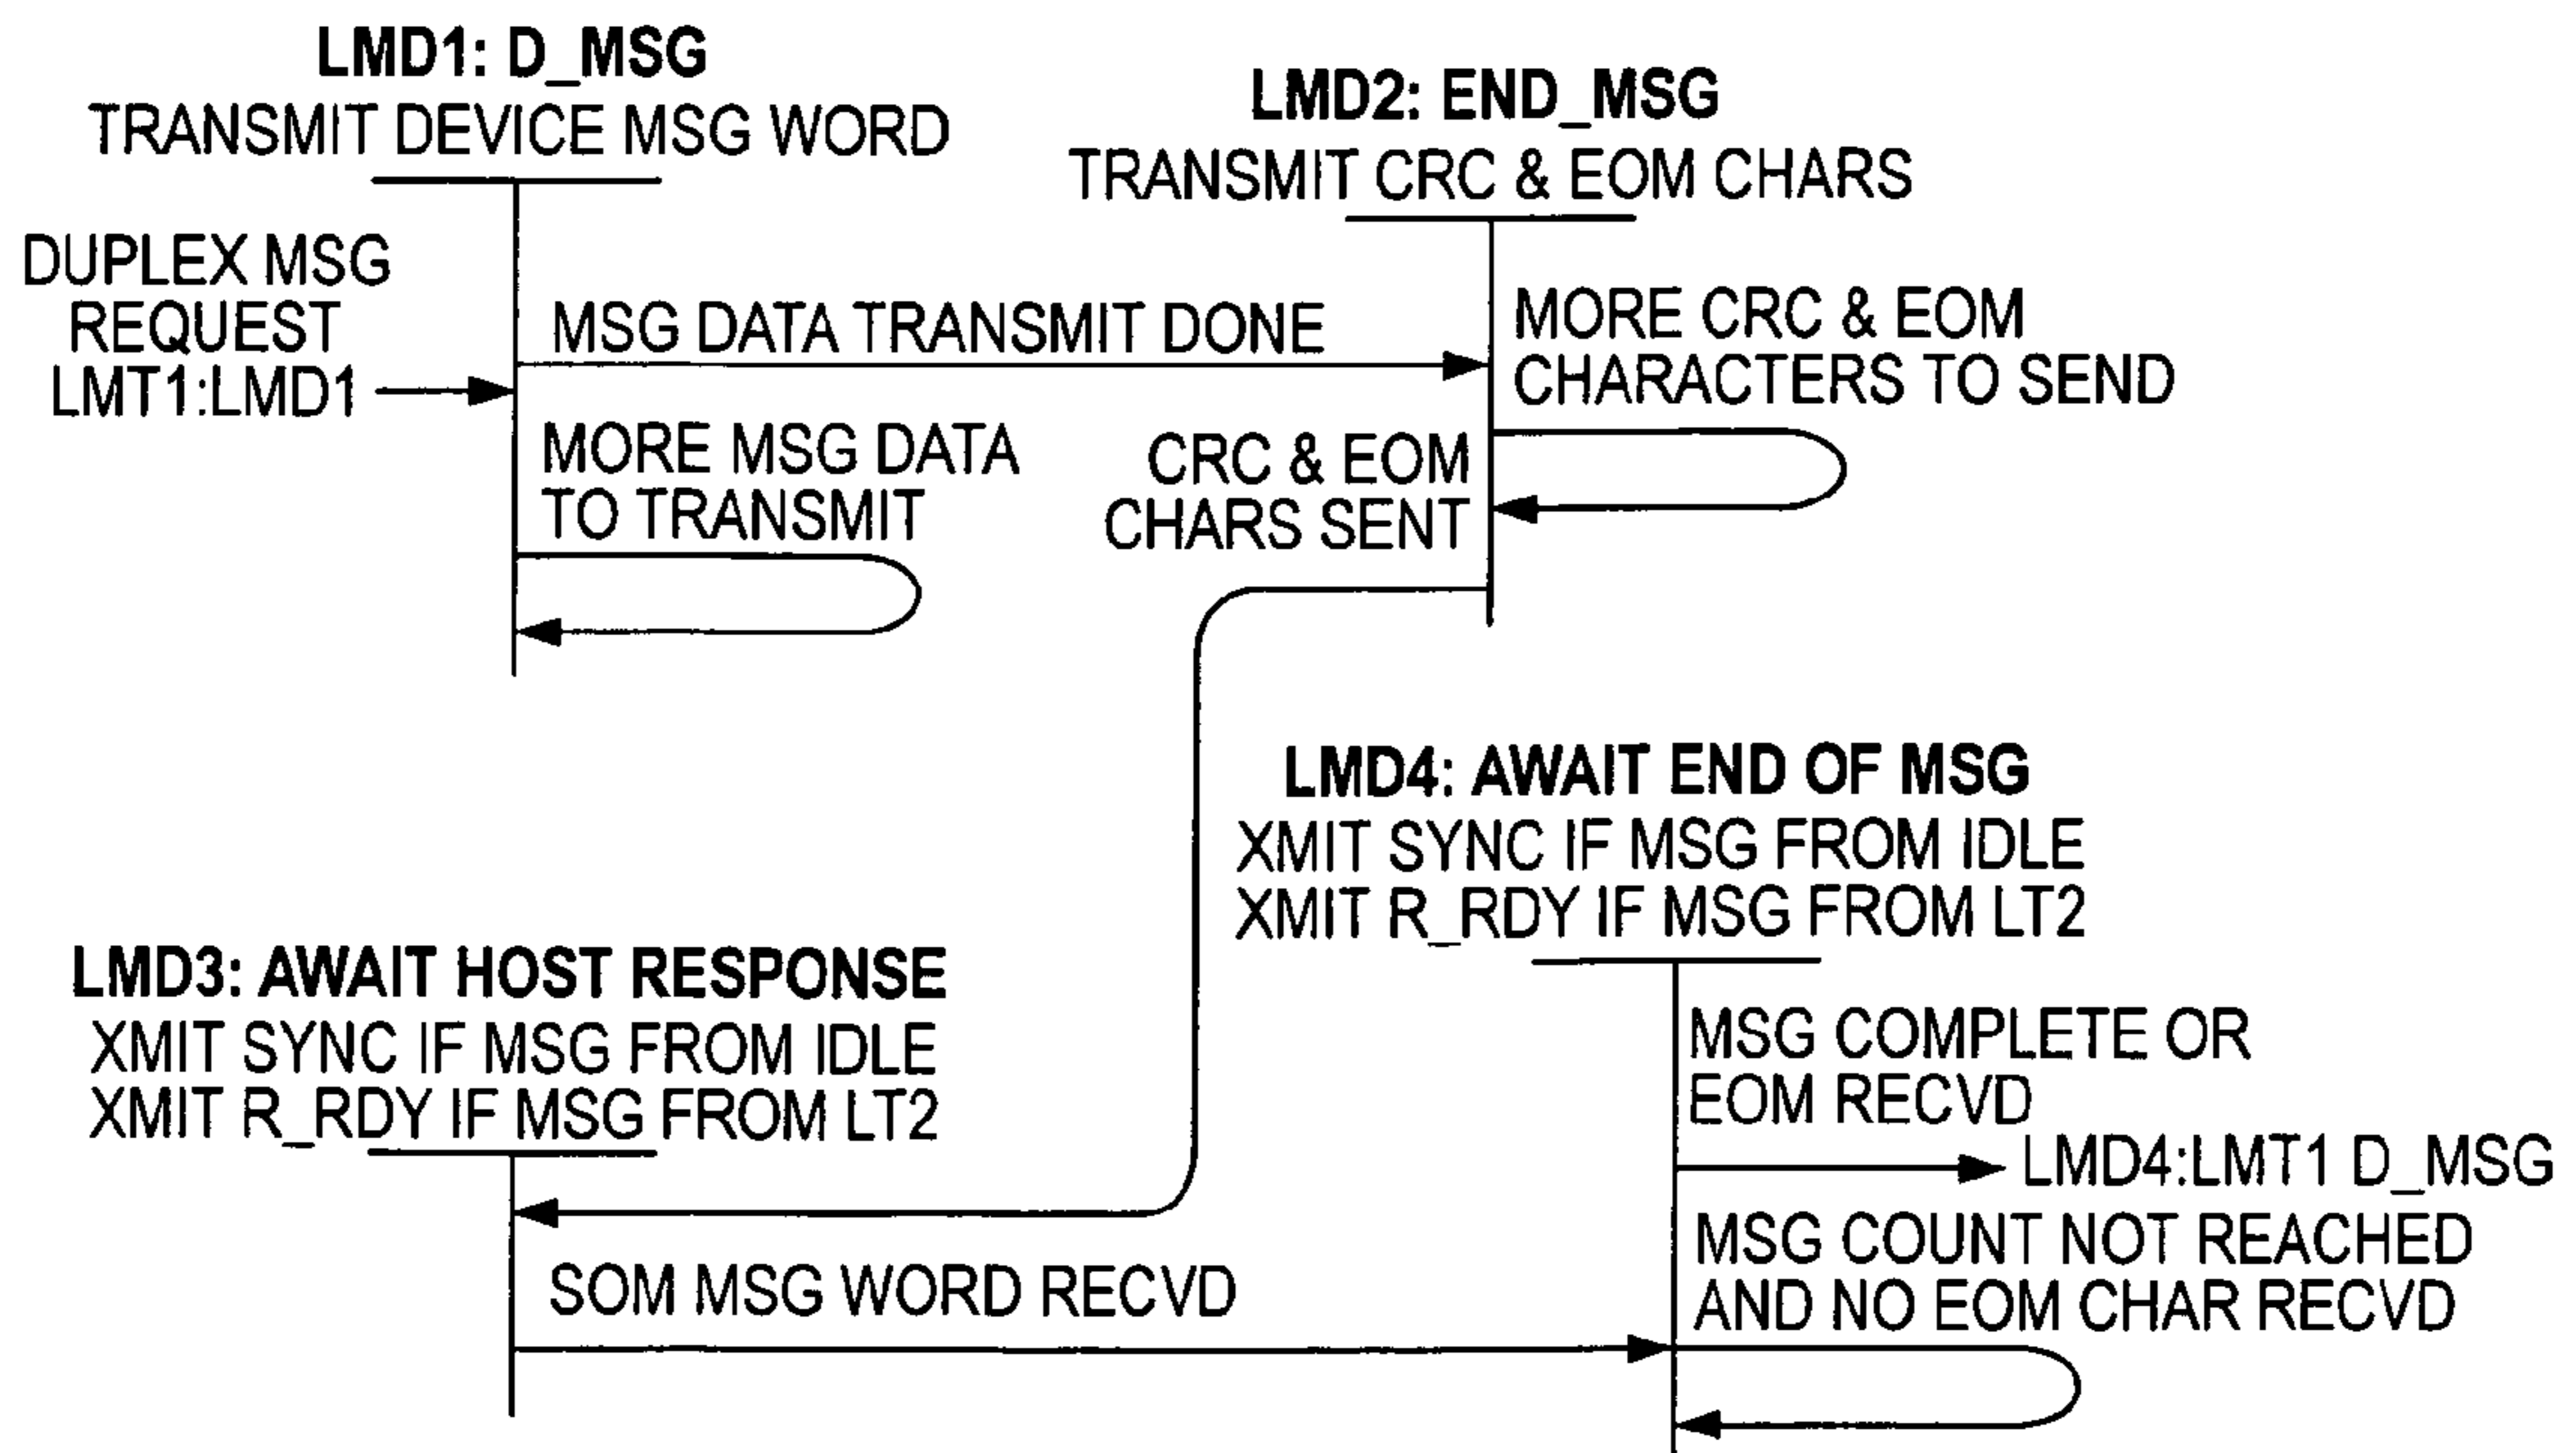 LMD1: D_MSG
TRANSMIT DEVICE MSG WORD
DUPLEX MSG
REQUEST
LMT1:LMD1
MSG DATA TRANSMIT DONE
MORE MSG DATA
TO TRANSMIT
LMD2: END_MSG
TRANSMIT CRC & EOM CHARS
MORE CRC & EOM
CHARACTERS TO SEND
CRC & EOM
CHARS SENT
LMD3: AWAIT HOST RESPONSE
XMIT SYNC IF MSG FROM IDLE
XMIT R_RDY IF MSG FROM LT2
SOM MSG WORD RECVD
LMD4: AWAIT END OF MSG
XMIT SYNC IF MSG FROM IDLE
XMIT R_RDY IF MSG FROM LT2
MSG COMPLETE OR
EOM RECVD
LMD4:LMT1 D_MSG
MSG COUNT NOT REACHED
AND NO EOM CHAR RECVD